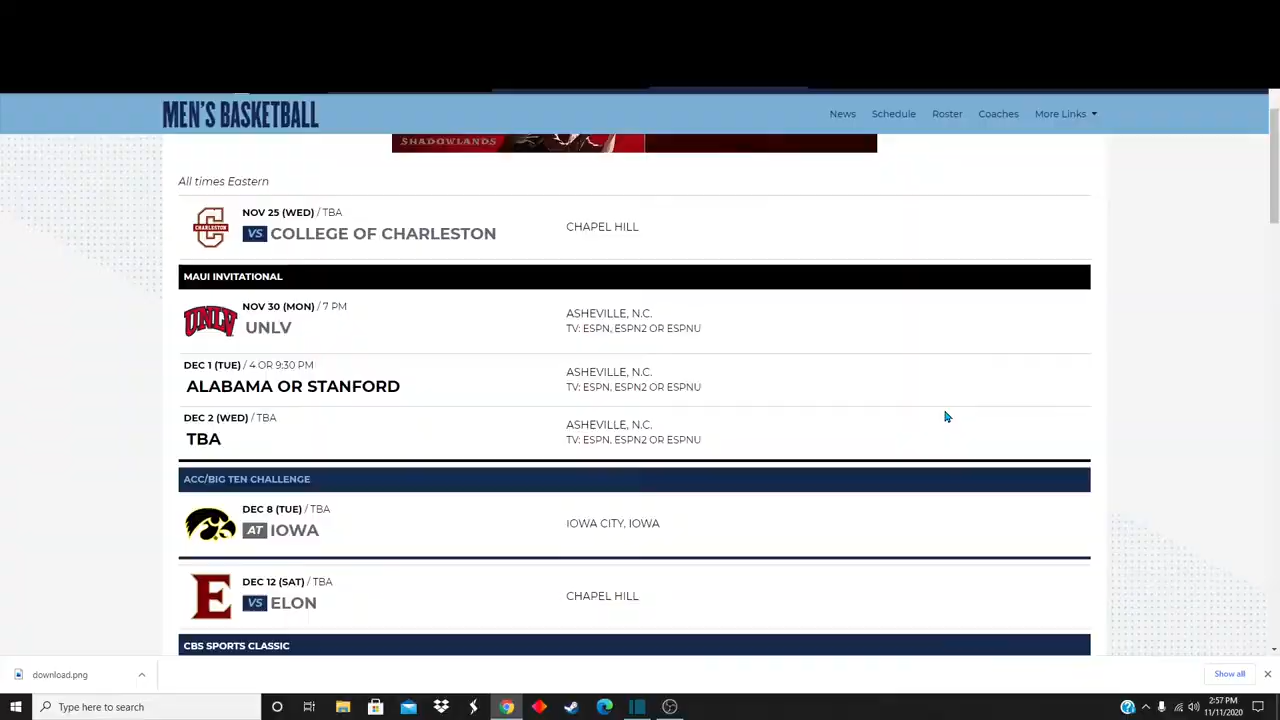 MEN'S BASKETBALL
News Schedule Roster Coaches More Links
SHADOWLANDS
All times Eastern
CHARLESTON
NOV 25 (WED) / TBA
VS COLLEGE OF CHARLESTON
CHAPEL HILL
MAUI INVITATIONAL
UNLV
NOV 30 (MON) / 7 PM
UNLV
ASHEVILLE, N.C.
TV: ESPN, ESPN2 OR ESPNU
DEC 1 (TUE) / 4 OR 9:30 PM
ALABAMA OR STANFORD
ASHEVILLE, N.C.
TV: ESPN, ESPN2 OR ESPNU
DEC 2 (WED) / TBA
TBA
ASHEVILLE, N.C.
TV: ESPN, ESPN2 OR ESPNU
ACC/BIG TEN CHALLENGE
DEC 8 (TUE) / TBA
AT IOWA
IOWA CITY, IOWA
E
DEC 12 (SAT) / TBA
VS ELON
CHAPEL HILL
CBS SPORTS CLASSIC
download.png
Show all
Type here to search
2:57 PM
11/11/2020